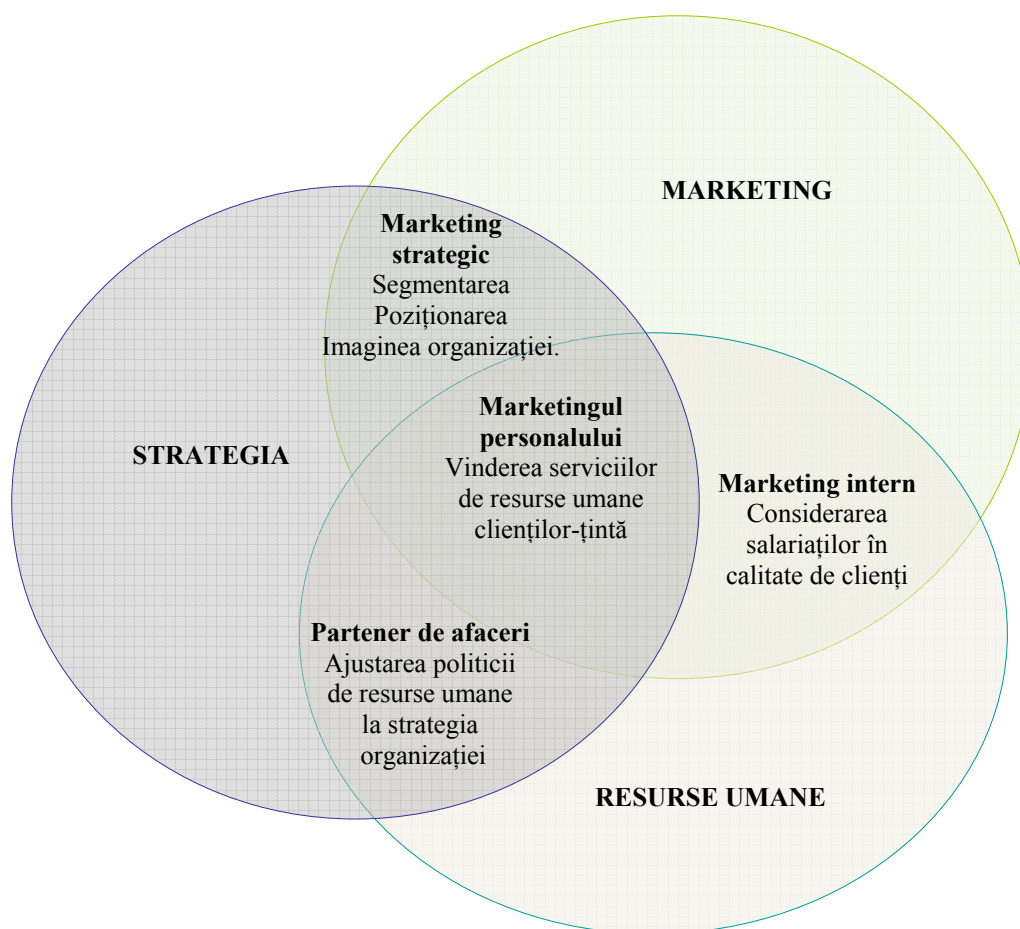 MARKETING
Marketing
strategic
Segmentarea
Poziționarea
Imaginea organizației.
Marketingul
personalului
Vinderea serviciilor
de resurse umane
clienților-țintă
STRATEGIA
Marketing intern
Considerarea
salariaților în
calitate de clienți
Partener de afaceri
Ajustarea politicii
de resurse umane
la strategia
organizației
RESURSE UMANE